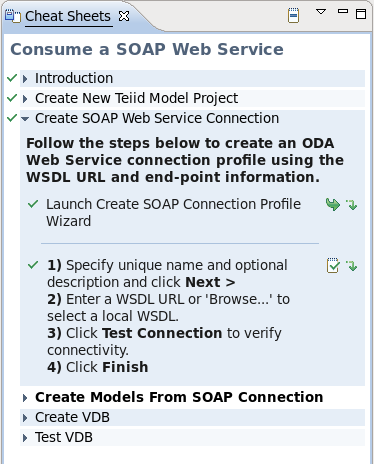 Cheat Sheets
Consume a SOAP Web Service
Introduction
Create New Teiid Model Project
Create SOAP Web Service Connection
Follow the steps below to create an ODA
Web Service connection profile using the
WSDL URL and end-point information.
Launch Create SOAP Connection Profile
Wizard
1) Specify unique name and optional
description and click Next >
2) Enter a WSDL URL or 'Browse...' to
select a local WSDL.
3) Click Test Connection to verify
connectivity.
4) Click Finish
Create Models From SOAP Connection
Create VDB
Test VDB